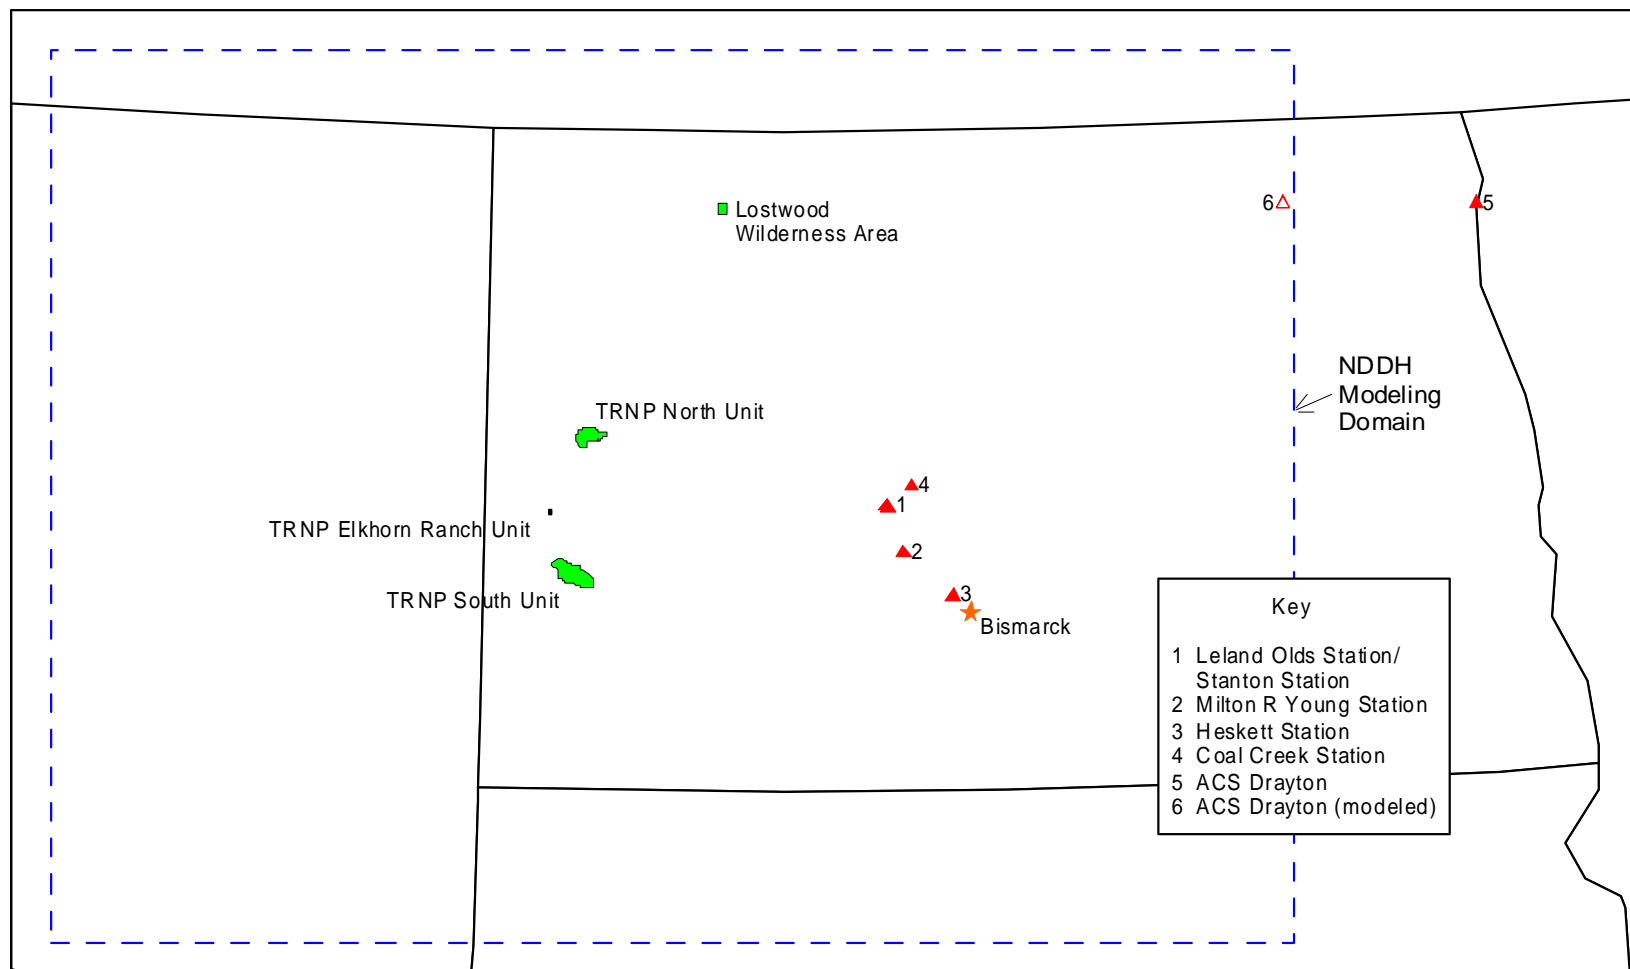 Lostwood
Wilderness Area
6
5
NDDH
Modeling
Domain
TRNP North Unit
4
1
TRNP Elkhorn Ranch Unit
2
TRNP South Unit
3
Bismarck
Key
1 Leland Olds Station/
Stanton Station
2 Milton R Young Station
3 Heskett Station
4 Coal Creek Station
5 ACS Drayton
6 ACS Drayton (modeled)